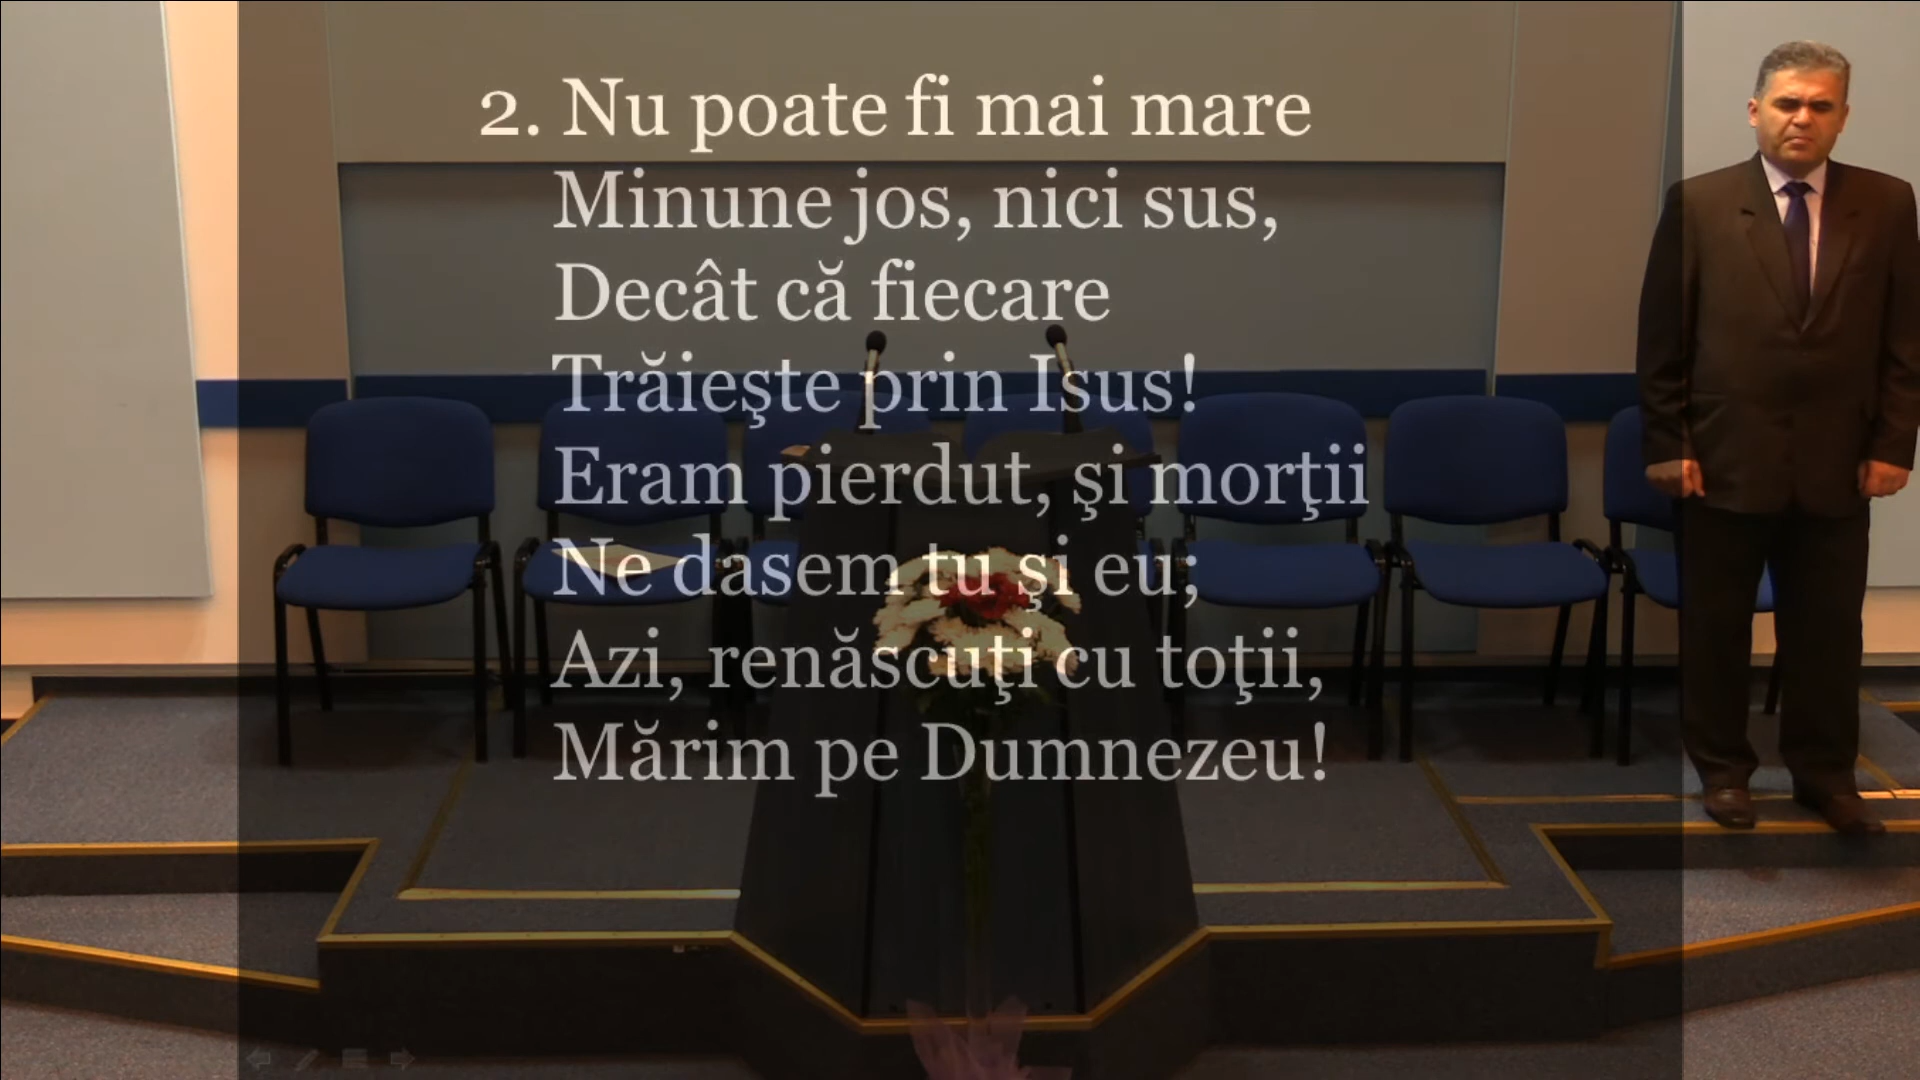 2. Nu poate fi mai mare
Minune jos, nici sus,
Decât că fiecare
Trăieşte prin Isus!
Eram pierdut, şi morţii
Ne dasem tu şi eu;
Azi, renăscuţi cu toţii,
Mărim pe Dumnezeu!